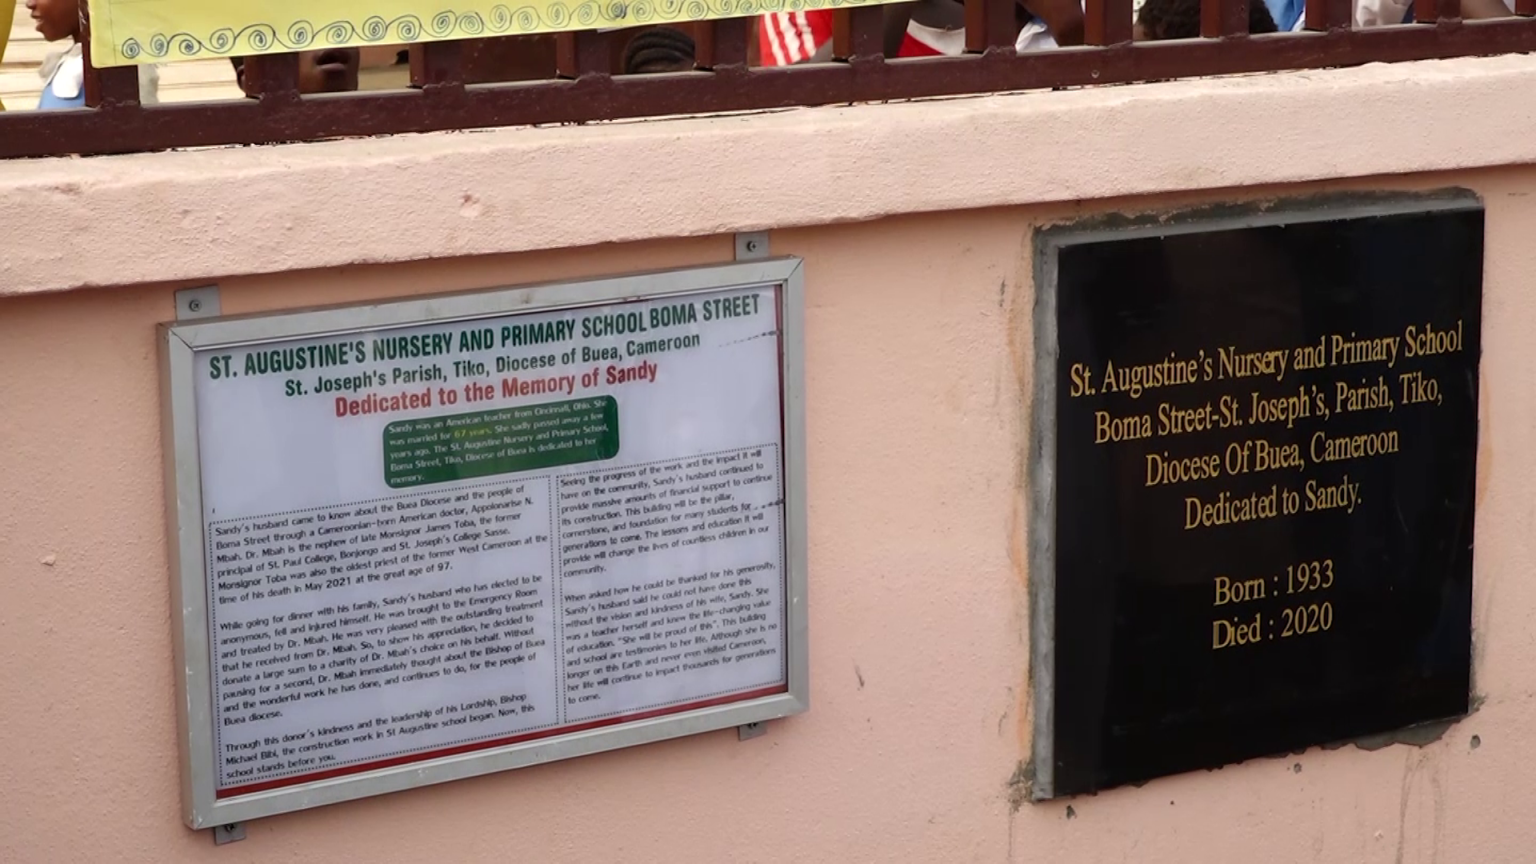 ST. AUGUSTINE'S NURSERY AND PRIMARY SCHOOL BOMA STREET
St. Joseph's Parish, Tiko, Diocese of Buea, Cameroon
Dedicated to the Memory of Sandy
Sandy was an American teacher from Cincinnati, Ohio. She
was married for 67 years. She sadly passed away a few
years ago. The St. Augustine Nursery and Primary School,
Boma Street, Tiko, Diocese of Buea is dedicated to her
memory.
Sandy's husband came to know about the Buea Diocese and the people of
Boma Street through a Cameroonian-born American doctor, Appolonarise N.
Mbah. Dr. Mbah is the nephew of late Monsignor James Toba, the former
principal of St. Paul College, Bonjongo and St. Joseph's College Sasse.
Monsignor Toba was also the oldest priest of the former West Cameroon at the
time of his death in May 2021 at the great age of 97.
While going for dinner with his family, Sandy's husband who has elected to be
anonymous, fell and injured himself. He was brought to the Emergency Room
and treated by Dr. Mbah. He was very pleased with the outstanding treatment
that he received from Dr. Mbah. So, to show his appreciation, he decided to
donate a large sum to a charity of Dr. Mbah's choice on his behalf. Without
pausing for a second, Dr. Mbah immediately thought about the Bishop of Buea
and the wonderful work he has done, and continues to do, for the people of
Buea diocese.
Through this donor's kindness and the leadership of his Lordship, Bishop
Michael Bibi, the construction work in St Augustine school began. Now, this
school stands before you.
Seeing the progress of the work and the impact it will
have on the community, Sandy's husband continued to
provide massive amounts of financial support to continue
its construction. This building will be the pillar,
cornerstone, and foundation for many students for
generations to come. The lessons and education it will
provide will change the lives of countless children in our
community.
When asked how he could be thanked for his generosity,
Sandy's husband said he could not have done this
without the vision and kindness of his wife, Sandy. She
was a teacher herself and knew the life-changing value
of education. "She will be proud of this". This building
and school are testimonies to her life. Although she is no
longer on this Earth and never even visited Cameroon,
her life will continue to impact thousands for generations
to come.
St. Augustine's Nursery and Primary School
Boma Street-St. Joseph's, Parish, Tiko,
Diocese Of Buea, Cameroon
Dedicated to Sandy.
Born : 1933
Died : 2020